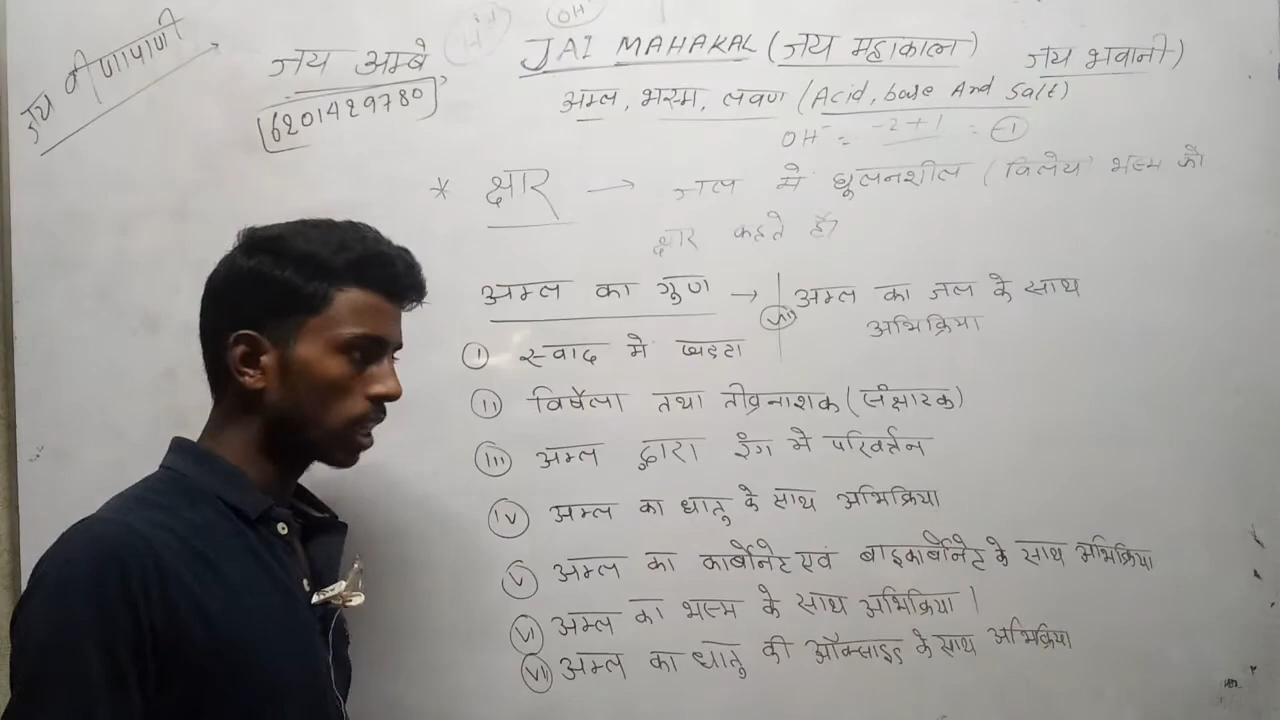 जय वीणापाणी
जय अम्बे
6201429780
H⁺
OH⁻
JAI MAHAKAL (जय महाकाल) जय भवानी)
अम्ल, भस्म, लवण (Acid, base And Salt)
OH⁻ = -2+1 = -1
* क्षार → जल में घूलनशील (विलेय) भस्म को
क्षार कहते है।
अम्ल का गुण →
(i) स्वाद में खट्टा
(ii) विषैला तथा तीव्रनाशक (संक्षारक)
(iii) अम्ल द्वारा रंग मे परिवर्तन
(iv) अम्ल का धातु के साथ अभिक्रिया
(v) अम्ल का कार्बोनेट एवं बाइकार्बोनेट के साथ अभिक्रिया
(vi) अम्ल का भस्म के साथ अभिक्रिया।
(vii) अम्ल का धातु की ऑक्साइड के साथ अभिक्रिया
(viii) अम्ल का जल के साथ
अभिक्रिया